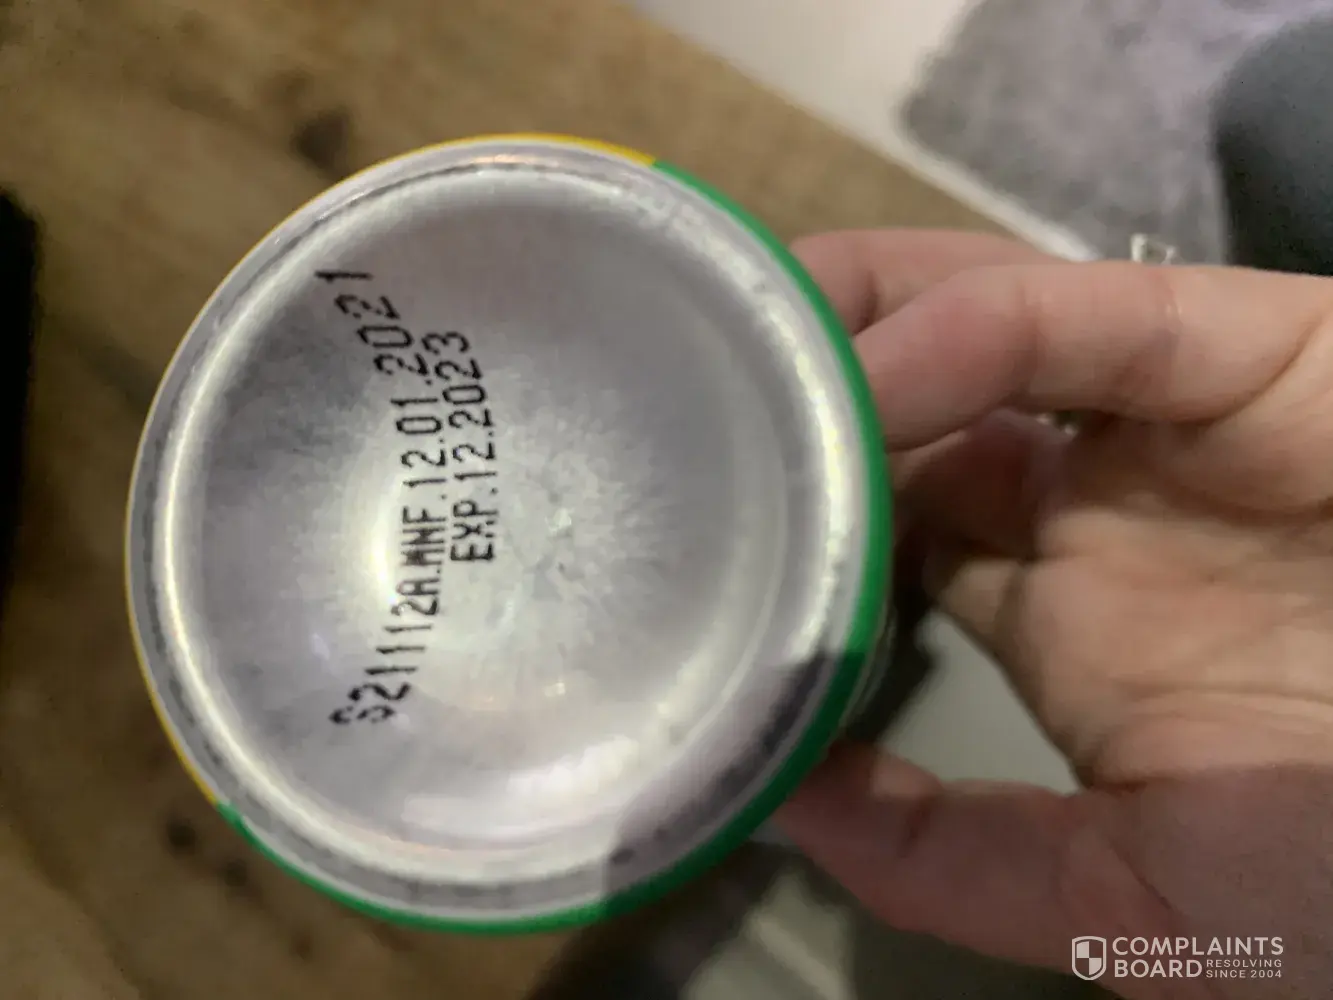 S21112A.MNF.12.01.2021
EXP.12.2023
COMPLAINTS
BOARD RESOLVING
SINCE 2004